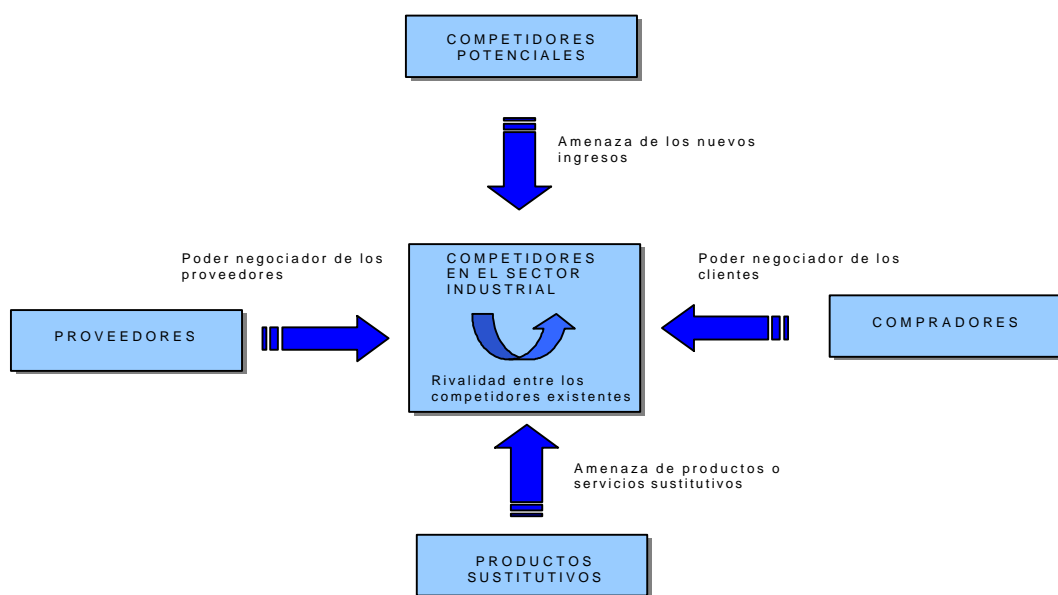 COMPETIDORES
POTENCIALES
Amenaza de los nuevos
ingresos
Poder negociador de los
proveedores
COMPETIDORES
EN EL SECTOR
INDUSTRIAL
Poder negociador de los
clientes
PROVEEDORES
COMPRADORES
Rivalidad entre los
competidores existentes
Amenaza de productos o
servicios sustitutivos
PRODUCTOS
SUSTITUTIVOS